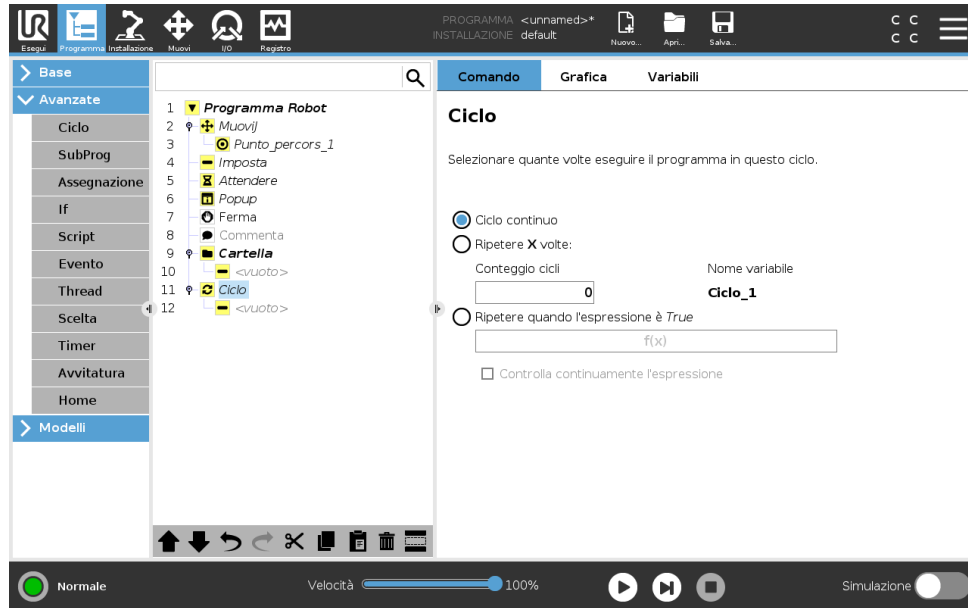 PROGRAMMA <unnamed>*
INSTALLAZIONE default
Esegui Programma Installazione Muovi I/O Registro Nuovo... Apri... Salva...
C C
C C
Base
Avanzate
Ciclo
SubProg
Assegnazione
If
Script
Evento
Thread
Scelta
Timer
Avvitatura
Home
Modelli
1 Programma Robot
2 MuoviJ
3 Punto_percors_1
4 Imposta
5 Attendere
6 Popup
7 Ferma
8 Commenta
9 Cartella
10 <vuoto>
11 Ciclo
12 <vuoto>
Comando Grafica Variabili
Ciclo
Selezionare quante volte eseguire il programma in questo ciclo.
Ciclo continuo
Ripetere X volte:
Conteggio cicli Nome variabile
0 Ciclo_1
Ripetere quando l'espressione è True
f(x)
Controlla continuamente l'espressione
Normale Velocità 100% Simulazione